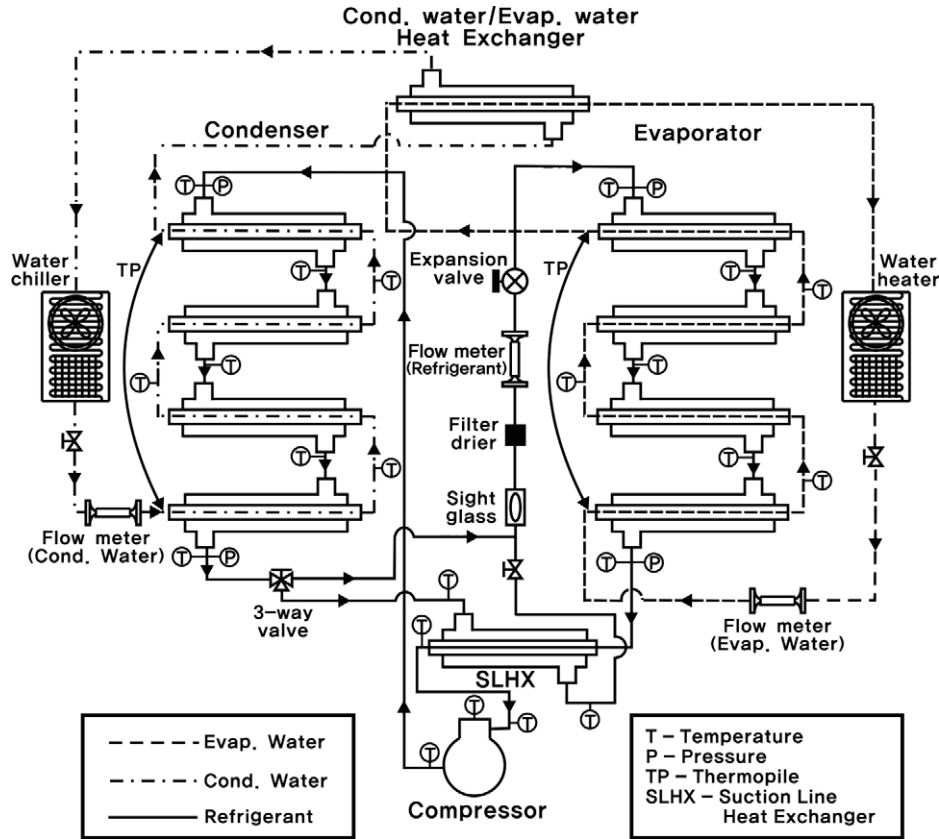 Cond. water/Evap. water
Heat Exchanger
Condenser
Evaporator
T
P
T
P
Water
chiller
TP
T
T
Expansion
valve
TP
T
T
Water
heater
T
T
Flow meter
(Refrigerant)
T
T
T
T
Filter
drier
T
T
Sight
glass
Flow meter
(Cond. Water)
T
P
T
P
3-way
valve
T
T
Flow meter
(Evap. Water)
SLHX
T
T
T
T
Compressor
Evap. Water
Cond. Water
Refrigerant
T - Temperature
P - Pressure
TP - Thermopile
SLHX - Suction Line
Heat Exchanger